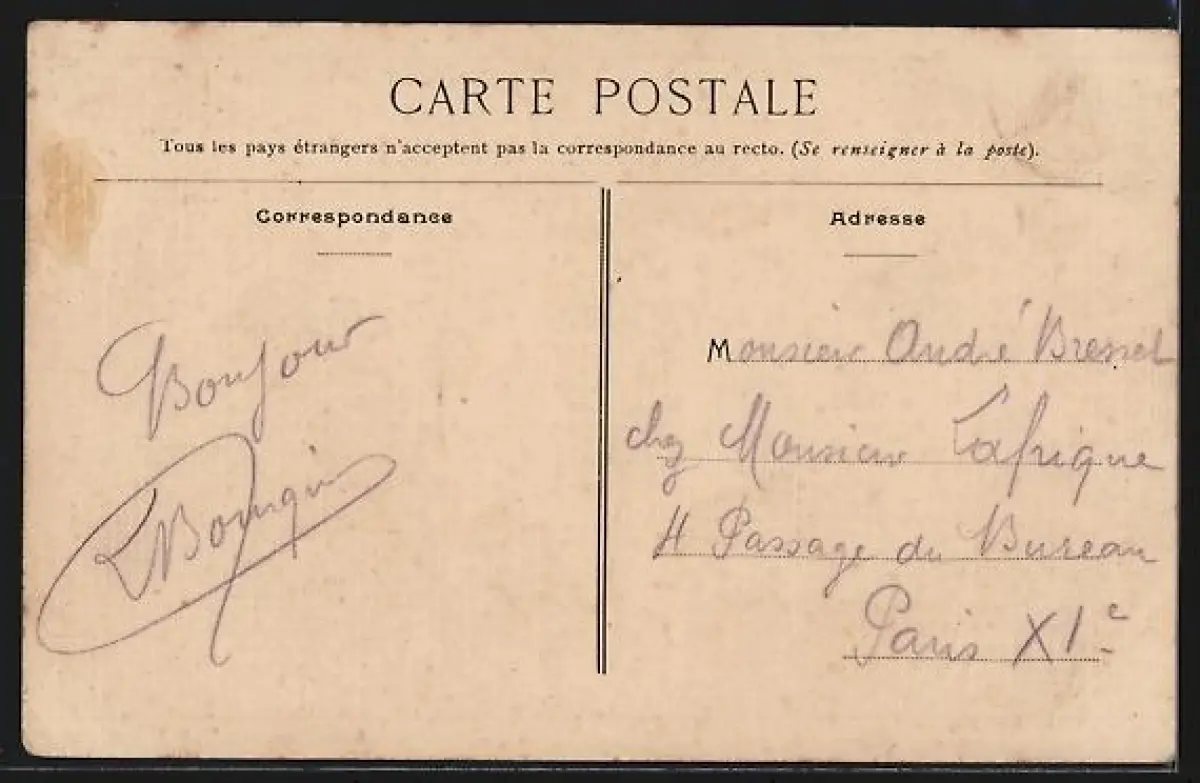 CARTE POSTALE
Tous les pays étrangers n'acceptent pas la correspondance au recto. (Se renseigner à la poste).
Correspondance
Bonjour
Adresse
Monsieur André Bressel
chez Monsieur Lafrique
4 Passage du Bureau
Paris XIe